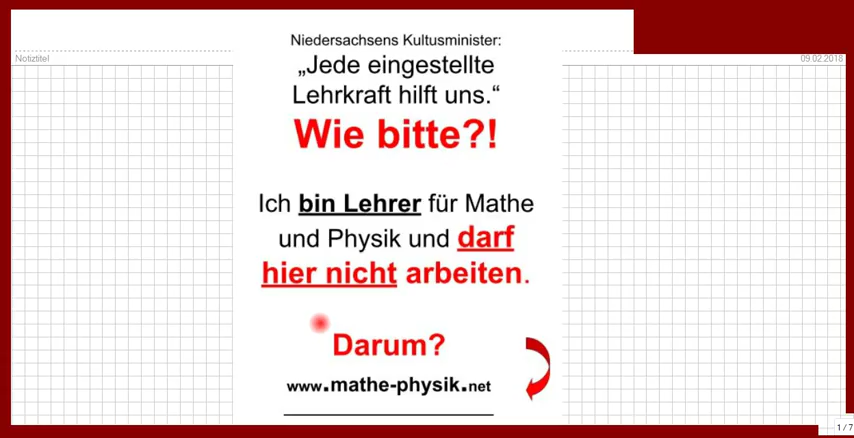 Niedersachsens Kultusminister:
Notiztitel
09.02.2018
„Jede eingestellte
Lehrkraft hilft uns.“
Wie bitte?!
Ich bin Lehrer für Mathe
und Physik und darf
hier nicht arbeiten.
Darum?
www.mathe-physik.net
1 / 7